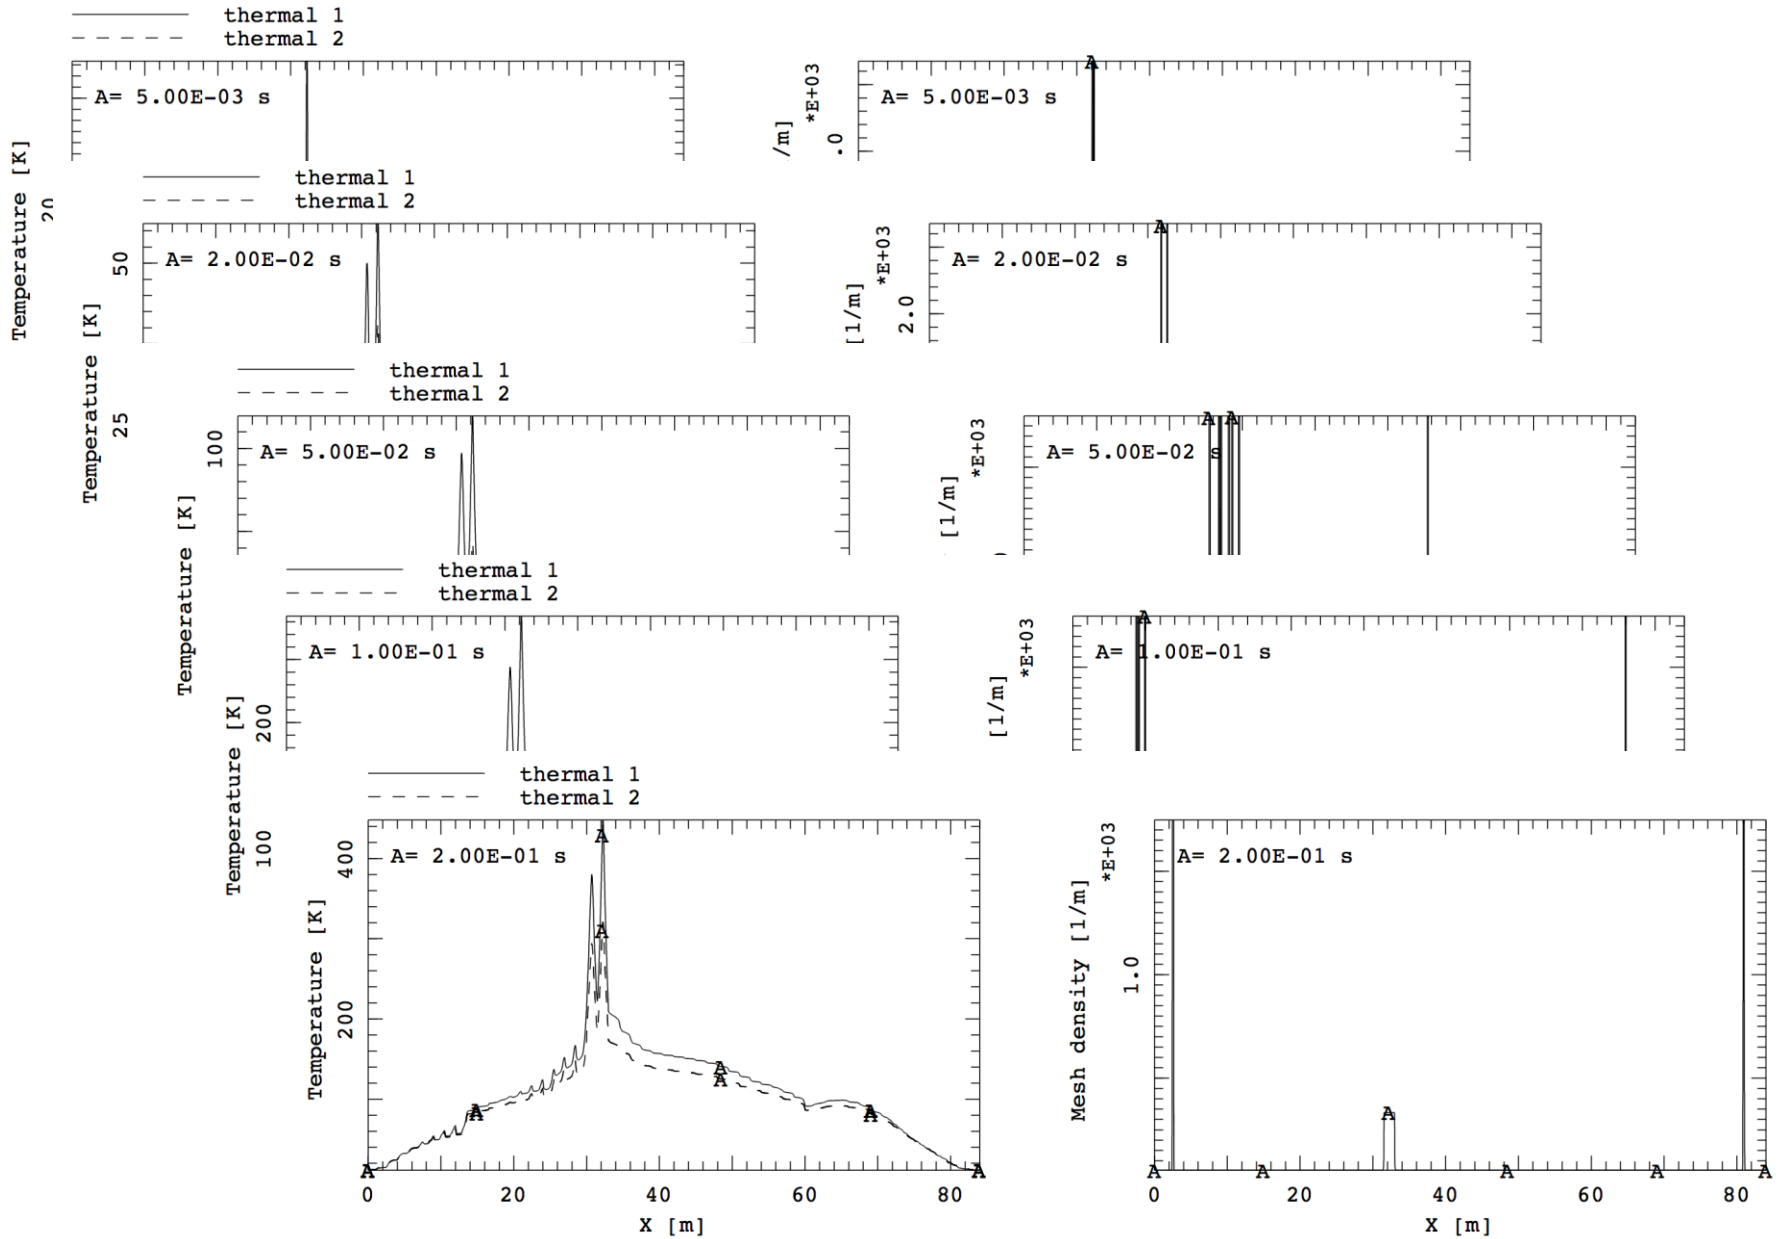 thermal 1
thermal 2
A= 5.00E-03 s
Temperature [K]
20
A
*E+03
A= 5.00E-03 s
/m]
.0
thermal 1
thermal 2
A= 2.00E-02 s
Temperature [K]
50
25
A
*E+03
A= 2.00E-02 s
[1/m]
2.0
thermal 1
thermal 2
A= 5.00E-02 s
Temperature [K]
100
A A
*E+03
A= 5.00E-02 s
[1/m]
thermal 1
thermal 2
A= 1.00E-01 s
Temperature [K]
200
100
A
*E+03
A= 1.00E-01 s
[1/m]
thermal 1
thermal 2
A= 2.00E-01 s
Temperature [K]
400
200
A
A
A
A
A
A
A
A
A A
0 20 40 60 80
X [m]
*E+03
A= 2.00E-01 s
Mesh density [1/m]
1.0
A
A A A A A
0 20 40 60 80
X [m]